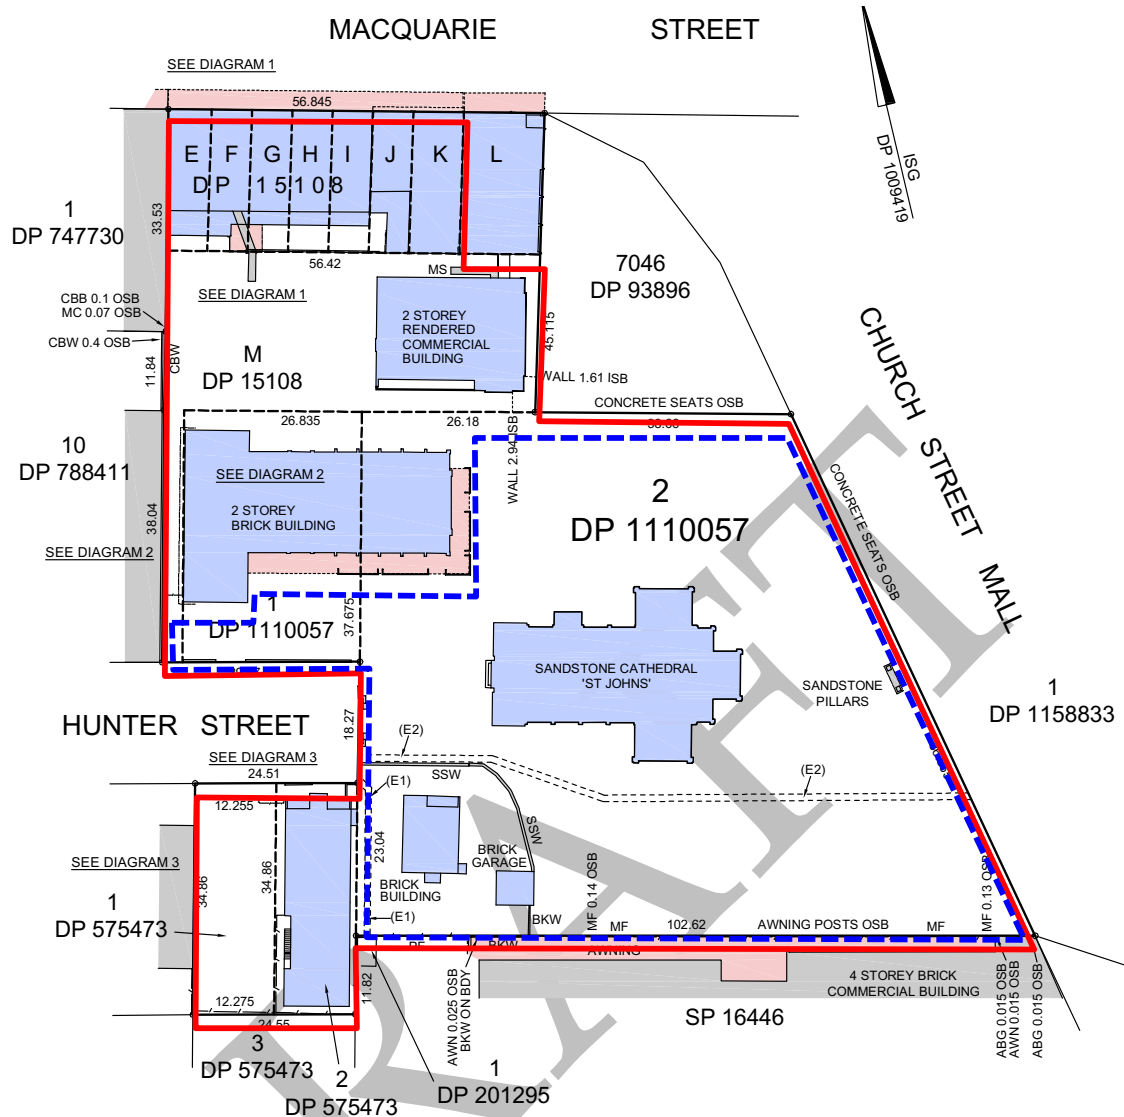 MACQUARIE STREET
SEE DIAGRAM 1
56.845
ISG
DP 1009419
E F G H I J K L
DP 15108
1
DP 747730
33.53
56.42
MS
SEE DIAGRAM 1
7046
DP 93896
CBB 0.1 OSB
MC 0.07 OSB
CBW 0.4 OSB
CBW
11.84
2 STOREY
RENDERED
COMMERCIAL
BUILDING
45.115
M
DP 15108
WALL 1.61 ISB
CONCRETE SEATS OSB
CHURCH STREET MALL
26.835
26.18
WALL 2.94 ISB
10
DP 788411
SEE DIAGRAM 2
2 STOREY
BRICK BUILDING
2
DP 1110057
CONCRETE SEATS OSB
38.04
SEE DIAGRAM 2
1
DP 1110057
37.675
SANDSTONE CATHEDRAL
'ST JOHNS'
SANDSTONE
PILLARS
1
DP 1158833
HUNTER STREET
18.27
(E2)
SEE DIAGRAM 3
24.51
SSW
(E1)
(E2)
12.255
SSW
23.04
BRICK
GARAGE
SEE DIAGRAM 3
34.86
34.86
BRICK
BUILDING
MF 0.14 OSB
MF 0.13 OSB
1
DP 575473
(E1)
BKW
MF
102.62
AWNING POSTS OSB
MF
BKW
AWNING
4 STOREY BRICK
COMMERCIAL BUILDING
11.82
12.275
24.55
AWN 0.025 OSB
BKW ON BDY
SP 16446
ABG 0.015 OSB
AWN 0.015 OSB
ABG 0.015 OSB
3
DP 575473
2
DP 575473
1
DP 201295